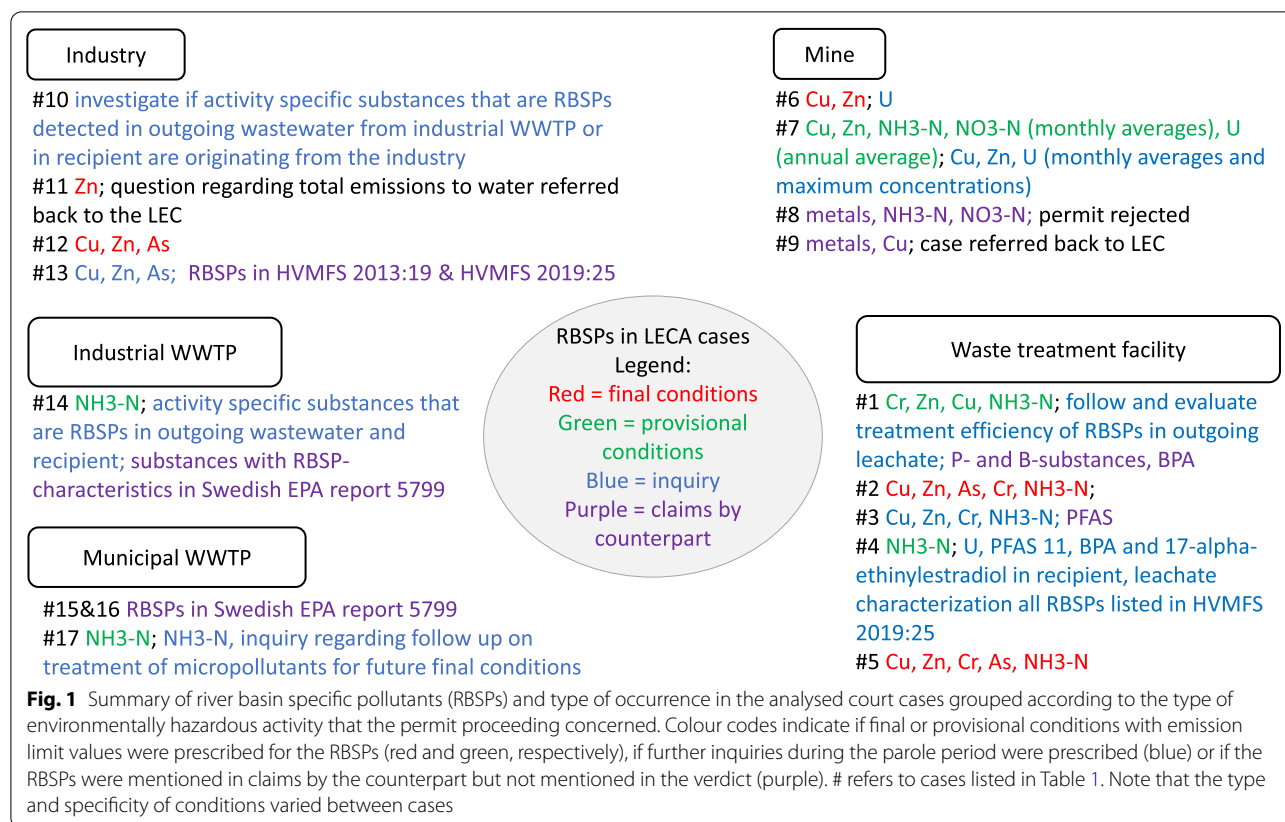 Industry
#10 investigate if activity specific substances that are RBSPs
detected in outgoing wastewater from industrial WWTP or
in recipient are originating from the industry
#11 Zn; question regarding total emissions to water referred
back to the LEC
#12 Cu, Zn, As
#13 Cu, Zn, As; RBSPs in HVMFS 2013:19 & HVMFS 2019:25
Mine
#6 Cu, Zn; U
#7 Cu, Zn, NH3-N, NO3-N (monthly averages), U
(annual average); Cu, Zn, U (monthly averages and
maximum concentrations)
#8 metals, NH3-N, NO3-N; permit rejected
#9 metals, Cu; case referred back to LEC
Industrial WWTP
#14 NH3-N; activity specific substances that
are RBSPs in outgoing wastewater and
recipient; substances with RBSP-
characteristics in Swedish EPA report 5799
Municipal WWTP
#15&16 RBSPs in Swedish EPA report 5799
#17 NH3-N; NH3-N, inquiry regarding follow up on
treatment of micropollutants for future final conditions
RBSPs in LECA cases
Legend:
Red = final conditions
Green = provisional
conditions
Blue = inquiry
Purple = claims by
counterpart
Waste treatment facility
#1 Cr, Zn, Cu, NH3-N; follow and evaluate
treatment efficiency of RBSPs in outgoing
leachate; P- and B-substances, BPA
#2 Cu, Zn, As, Cr, NH3-N;
#3 Cu, Zn, Cr, NH3-N; PFAS
#4 NH3-N; U, PFAS 11, BPA and 17-alpha-
ethinylestradiol in recipient, leachate
characterization all RBSPs listed in HVMFS
2019:25
#5 Cu, Zn, Cr, As, NH3-N
Fig. 1 Summary of river basin specific pollutants (RBSPs) and type of occurrence in the analysed court cases grouped according to the type of
environmentally hazardous activity that the permit proceeding concerned. Colour codes indicate if final or provisional conditions with emission
limit values were prescribed for the RBSPs (red and green, respectively), if further inquiries during the parole period were prescribed (blue) or if the
RBSPs were mentioned in claims by the counterpart but not mentioned in the verdict (purple). # refers to cases listed in Table 1. Note that the type
and specificity of conditions varied between cases